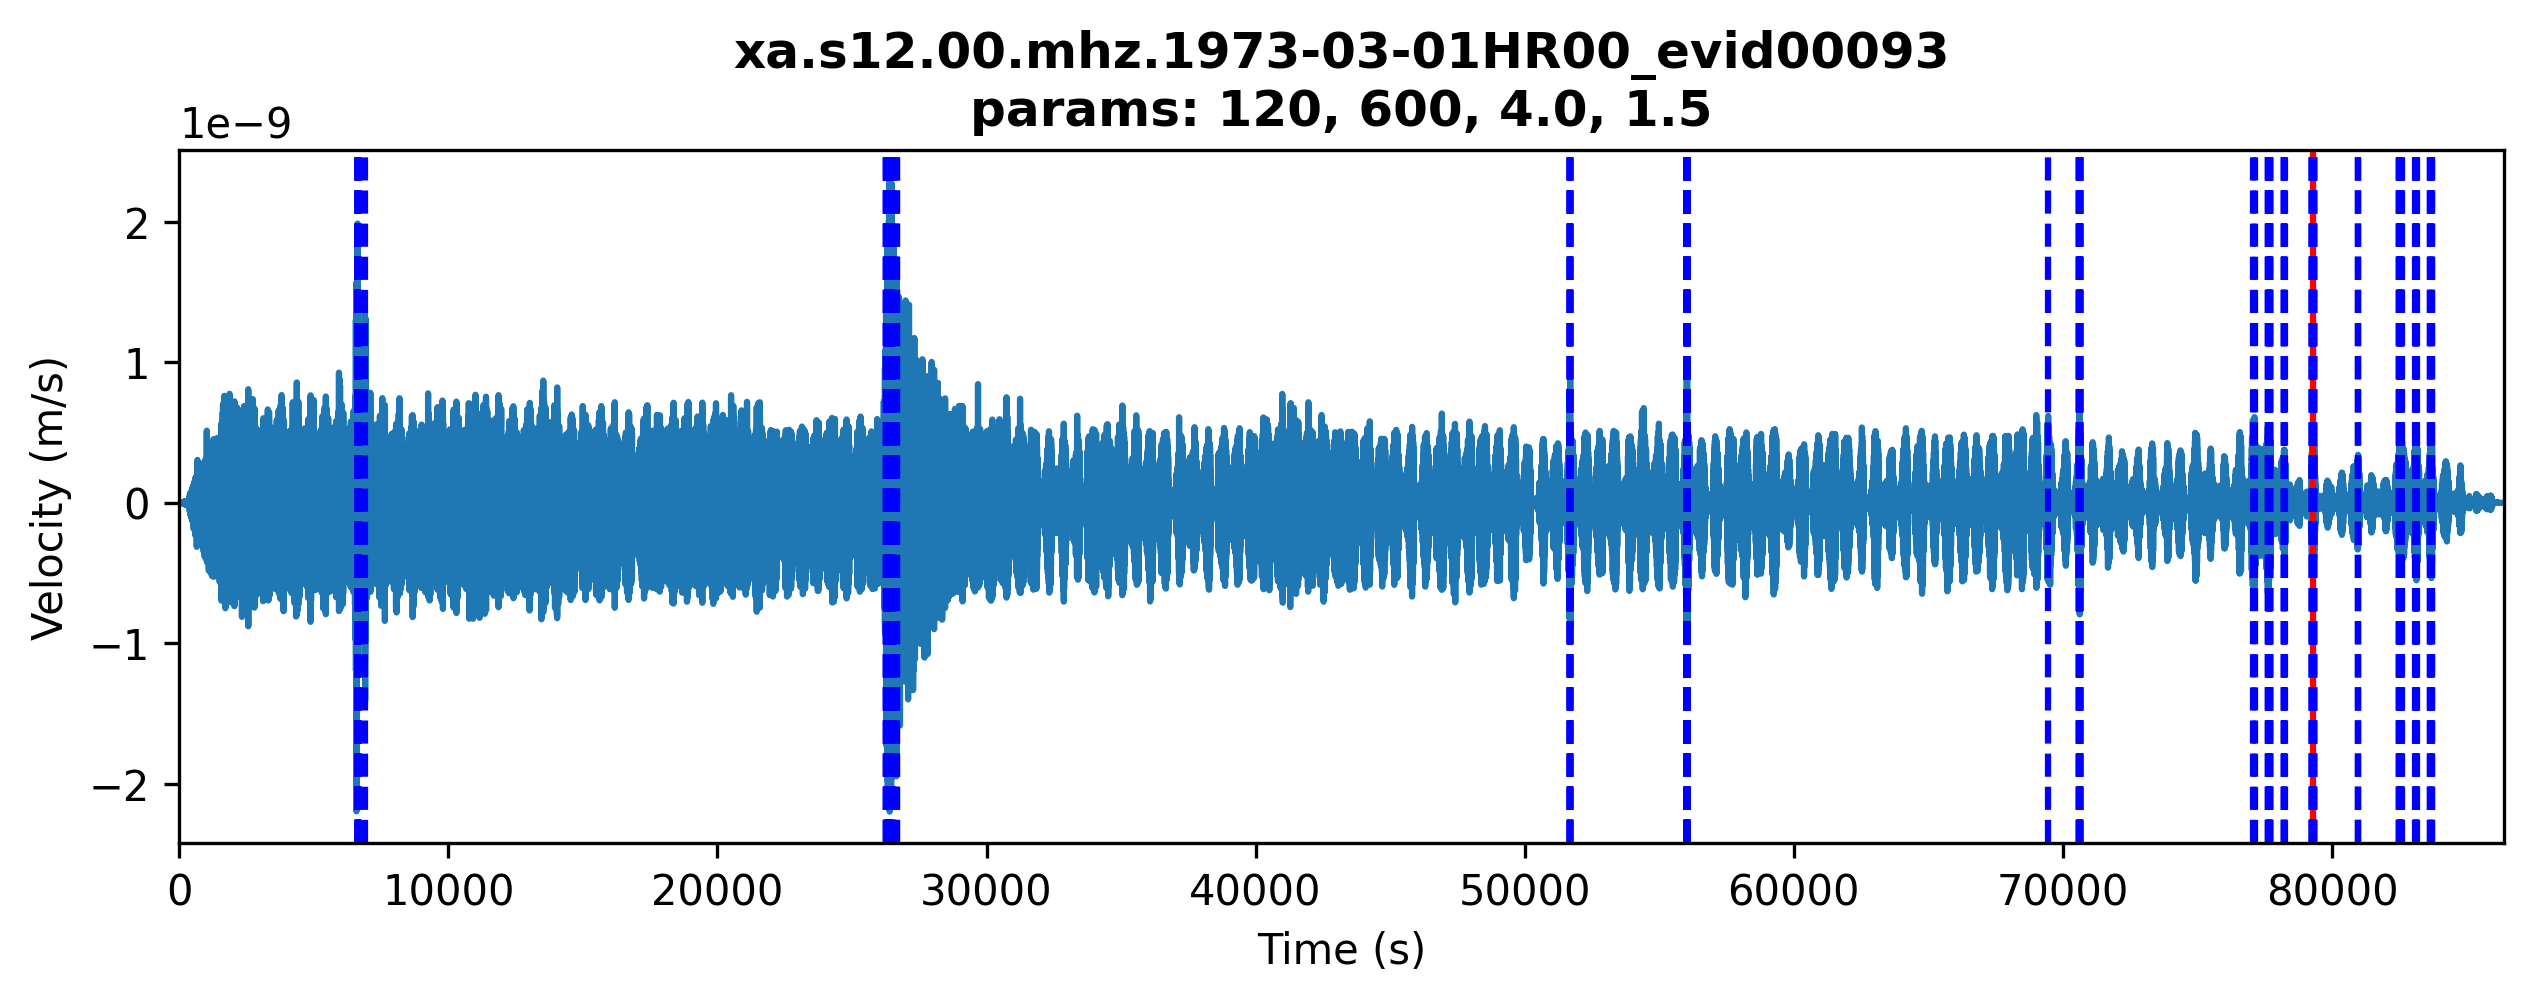 xa.s12.00.mhz.1973-03-01HR00_evid00093
params: 120, 600, 4.0, 1.5
1e−9
Velocity (m/s)
2
1
0
−1
−2
0 10000 20000 30000 40000 50000 60000 70000 80000
Time (s)